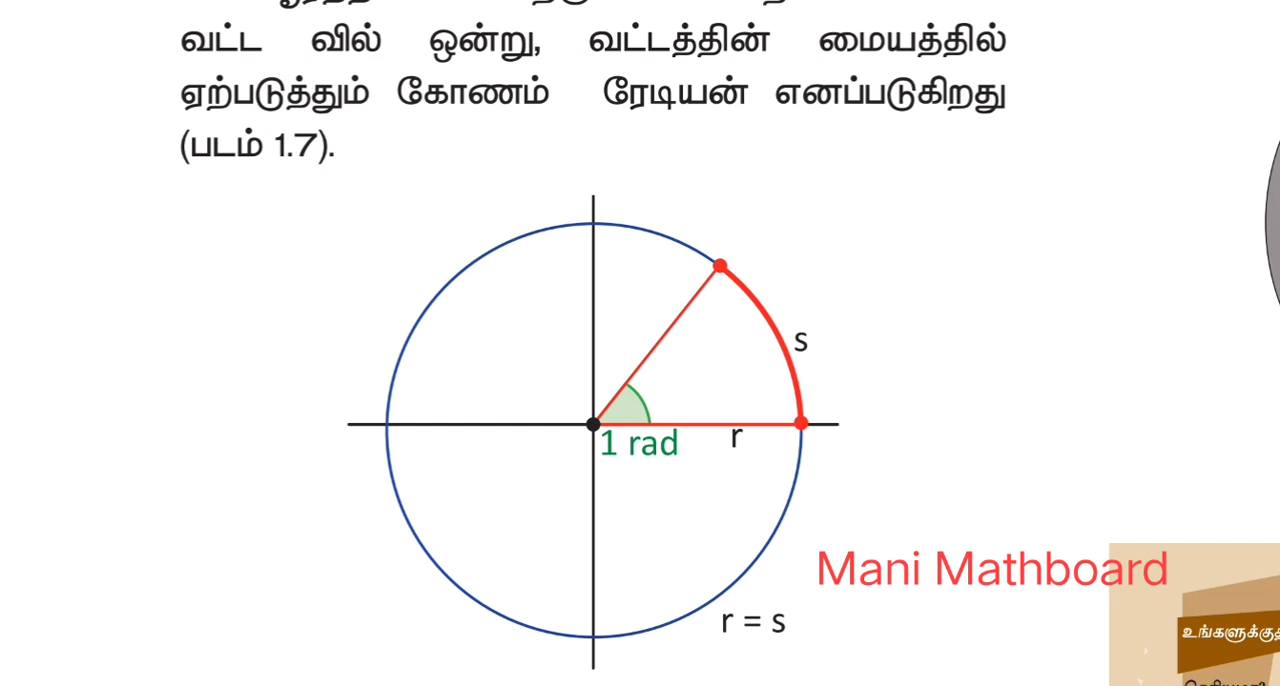 வட்ட வில் ஒன்று, வட்டத்தின் மையத்தில்
ஏற்படுத்தும் கோணம் ரேடியன் எனப்படுகிறது
(படம் 1.7).
s
1 rad
r
Mani Mathboard
r = s